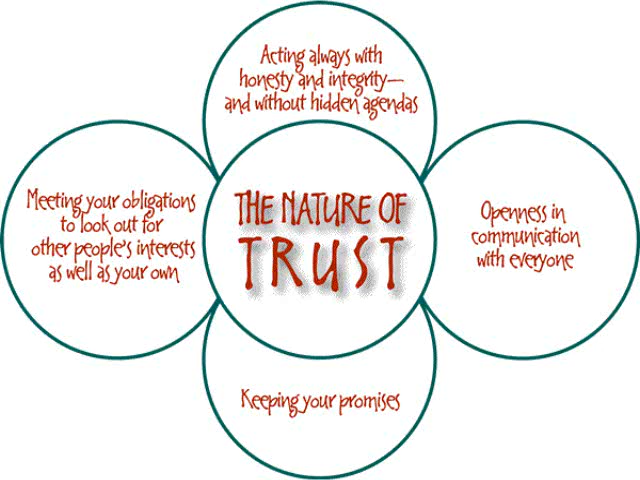 Acting always with
honesty and integrity—
and without hidden agendas
Meeting your obligations
to look out for
other people's interests
as well as your own
THE NATURE OF
TRUST
Openness in
communication
with everyone
Keeping your promises